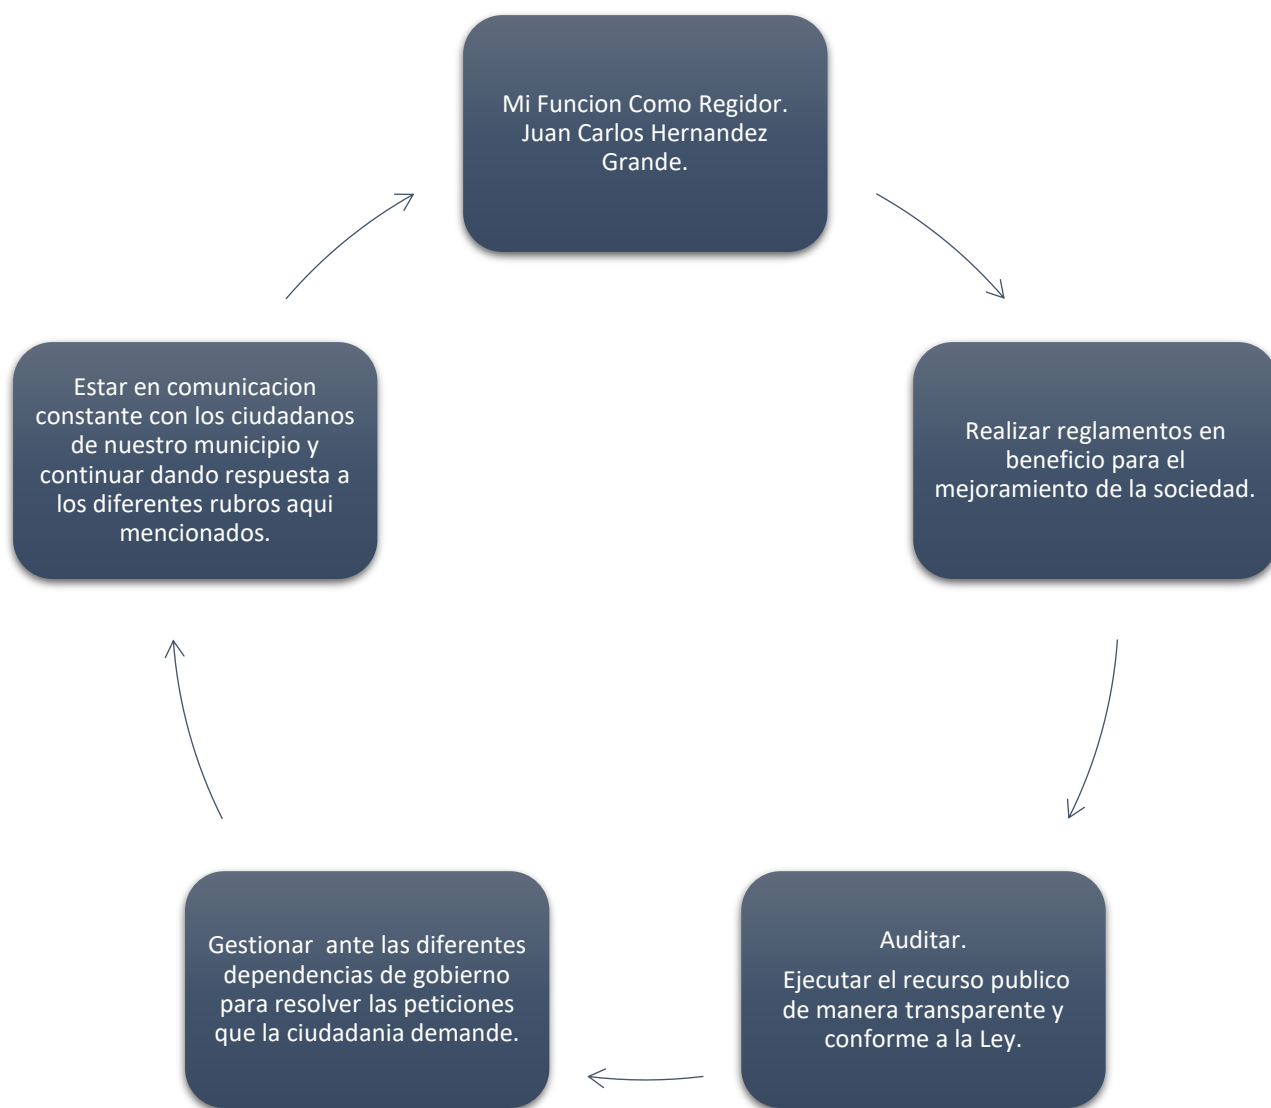 Mi Funcion Como Regidor.
Juan Carlos Hernandez
Grande.
Realizar reglamentos en
beneficio para el
mejoramiento de la sociedad.
Auditar.
Ejecutar el recurso publico
de manera transparente y
conforme a la Ley.
Gestionar ante las diferentes
dependencias de gobierno
para resolver las peticiones
que la ciudadania demande.
Estar en comunicacion
constante con los ciudadanos
de nuestro municipio y
continuar dando respuesta a
los diferentes rubros aqui
mencionados.